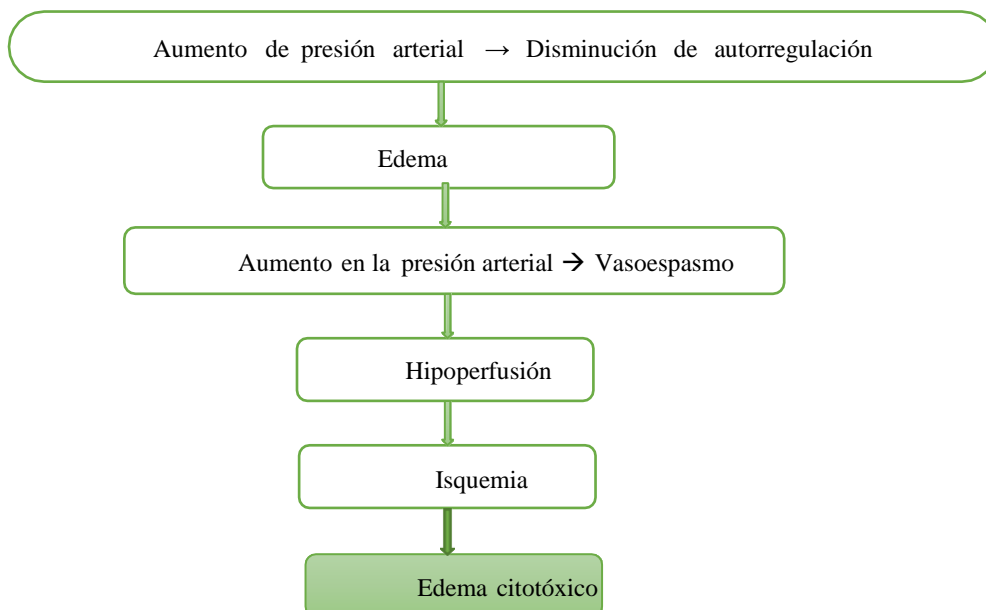 Aumento de presión arterial → Disminución de autorregulación
Edema
Aumento en la presión arterial → Vasoespasmo
Hipoperfusión
Isquemia
Edema citotóxico